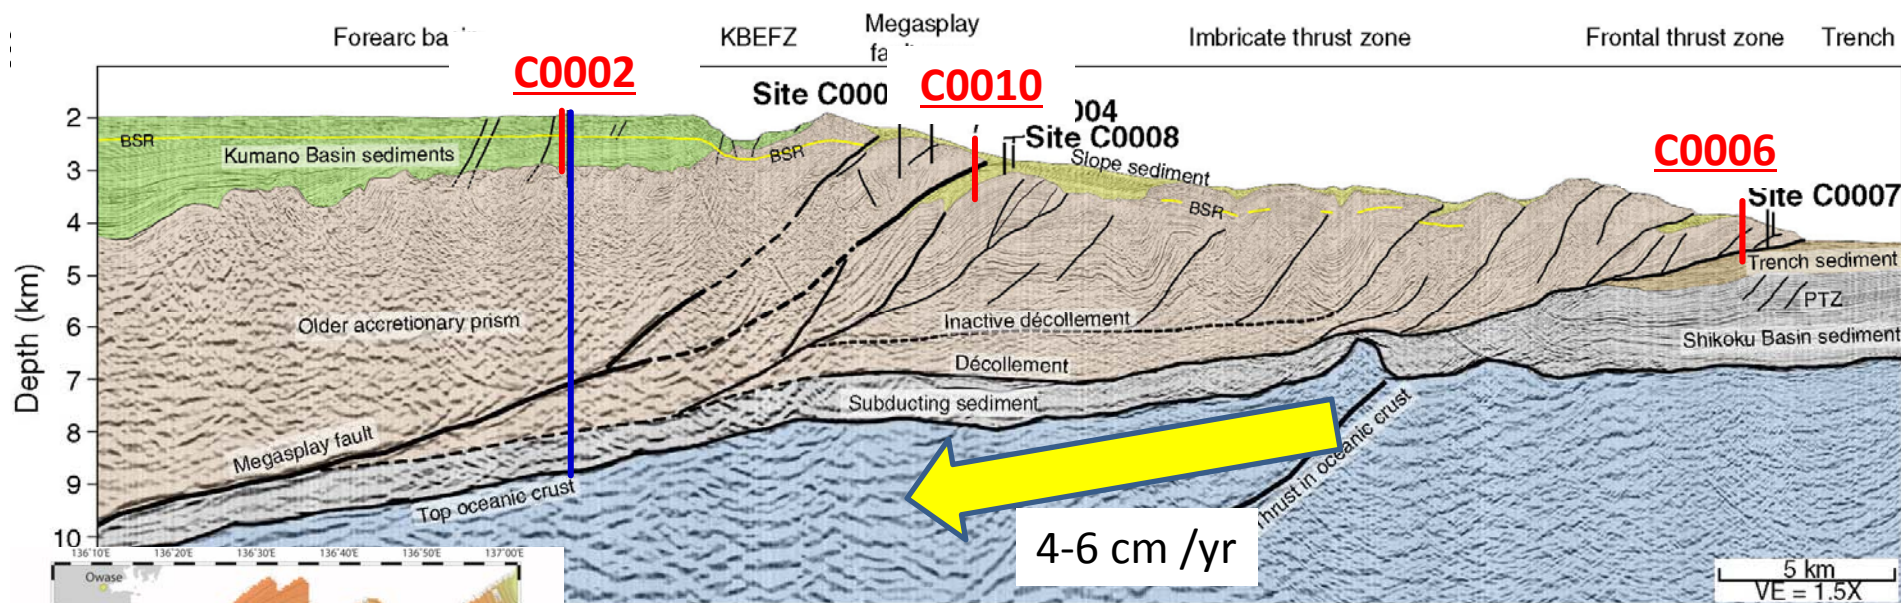 Forearc
KBEFZ
Megasplay
Imbricate thrust zone
Frontal thrust zone
Trench
C0002
C0010
C0006
Site C000
004
Site C0008
Site C0007
2
3
4
5
6
7
8
9
10
Depth (km)
BSR
Kumano Basin sediments
BSR
Slope sediment
BSR
Trench sediment
PTZ
Older accretionary prism
Inactive décollement
Shikoku Basin sediment
Décollement
Subducting sediment
Megasplay fault
Top oceanic crust
Thrust in oceanic crust
4-6 cm /yr
5 km
VE = 1.5X
136°10'E
136°20'E
136°30'E
136°40'E
136°50'E
137°00'E
Owase